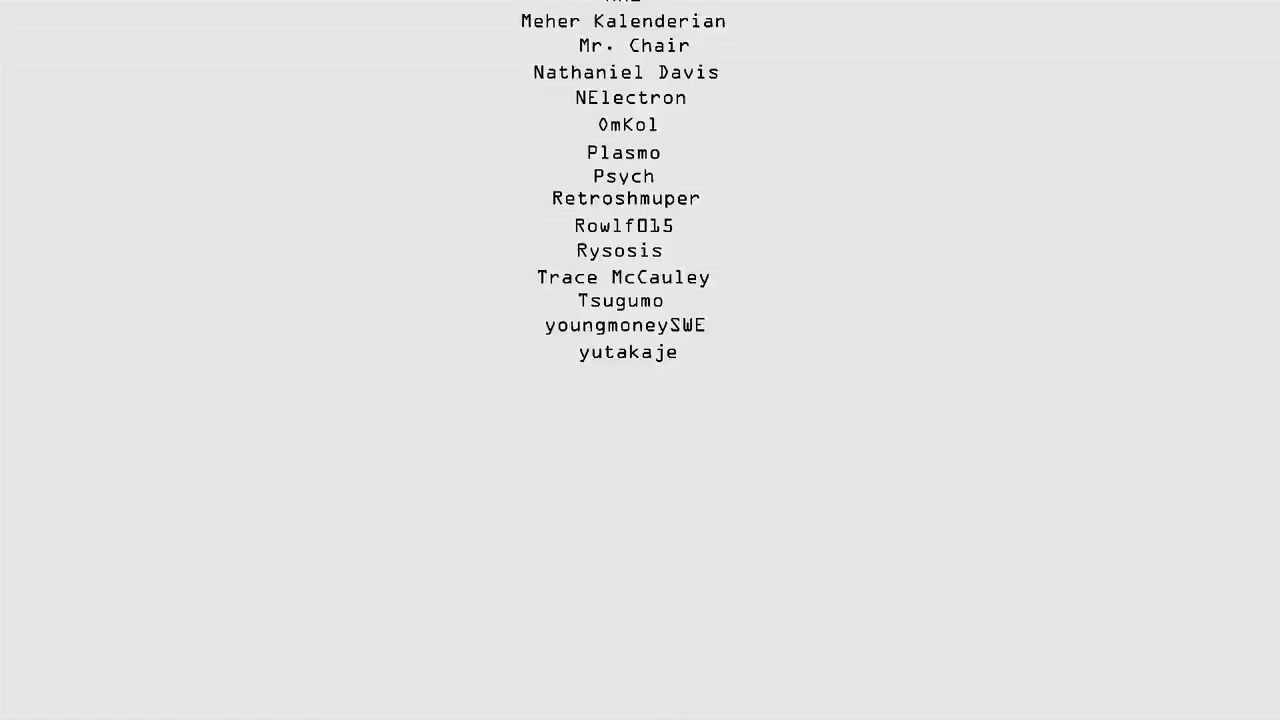 Meher Kalenderian
Mr. Chair
Nathaniel Davis
NElectron
OmKol
Plasmo
Psych
Retroshmuper
Rowlf015
Rysosis
Trace McCauley
Tsugumo
youngmoneySWE
yutakaje